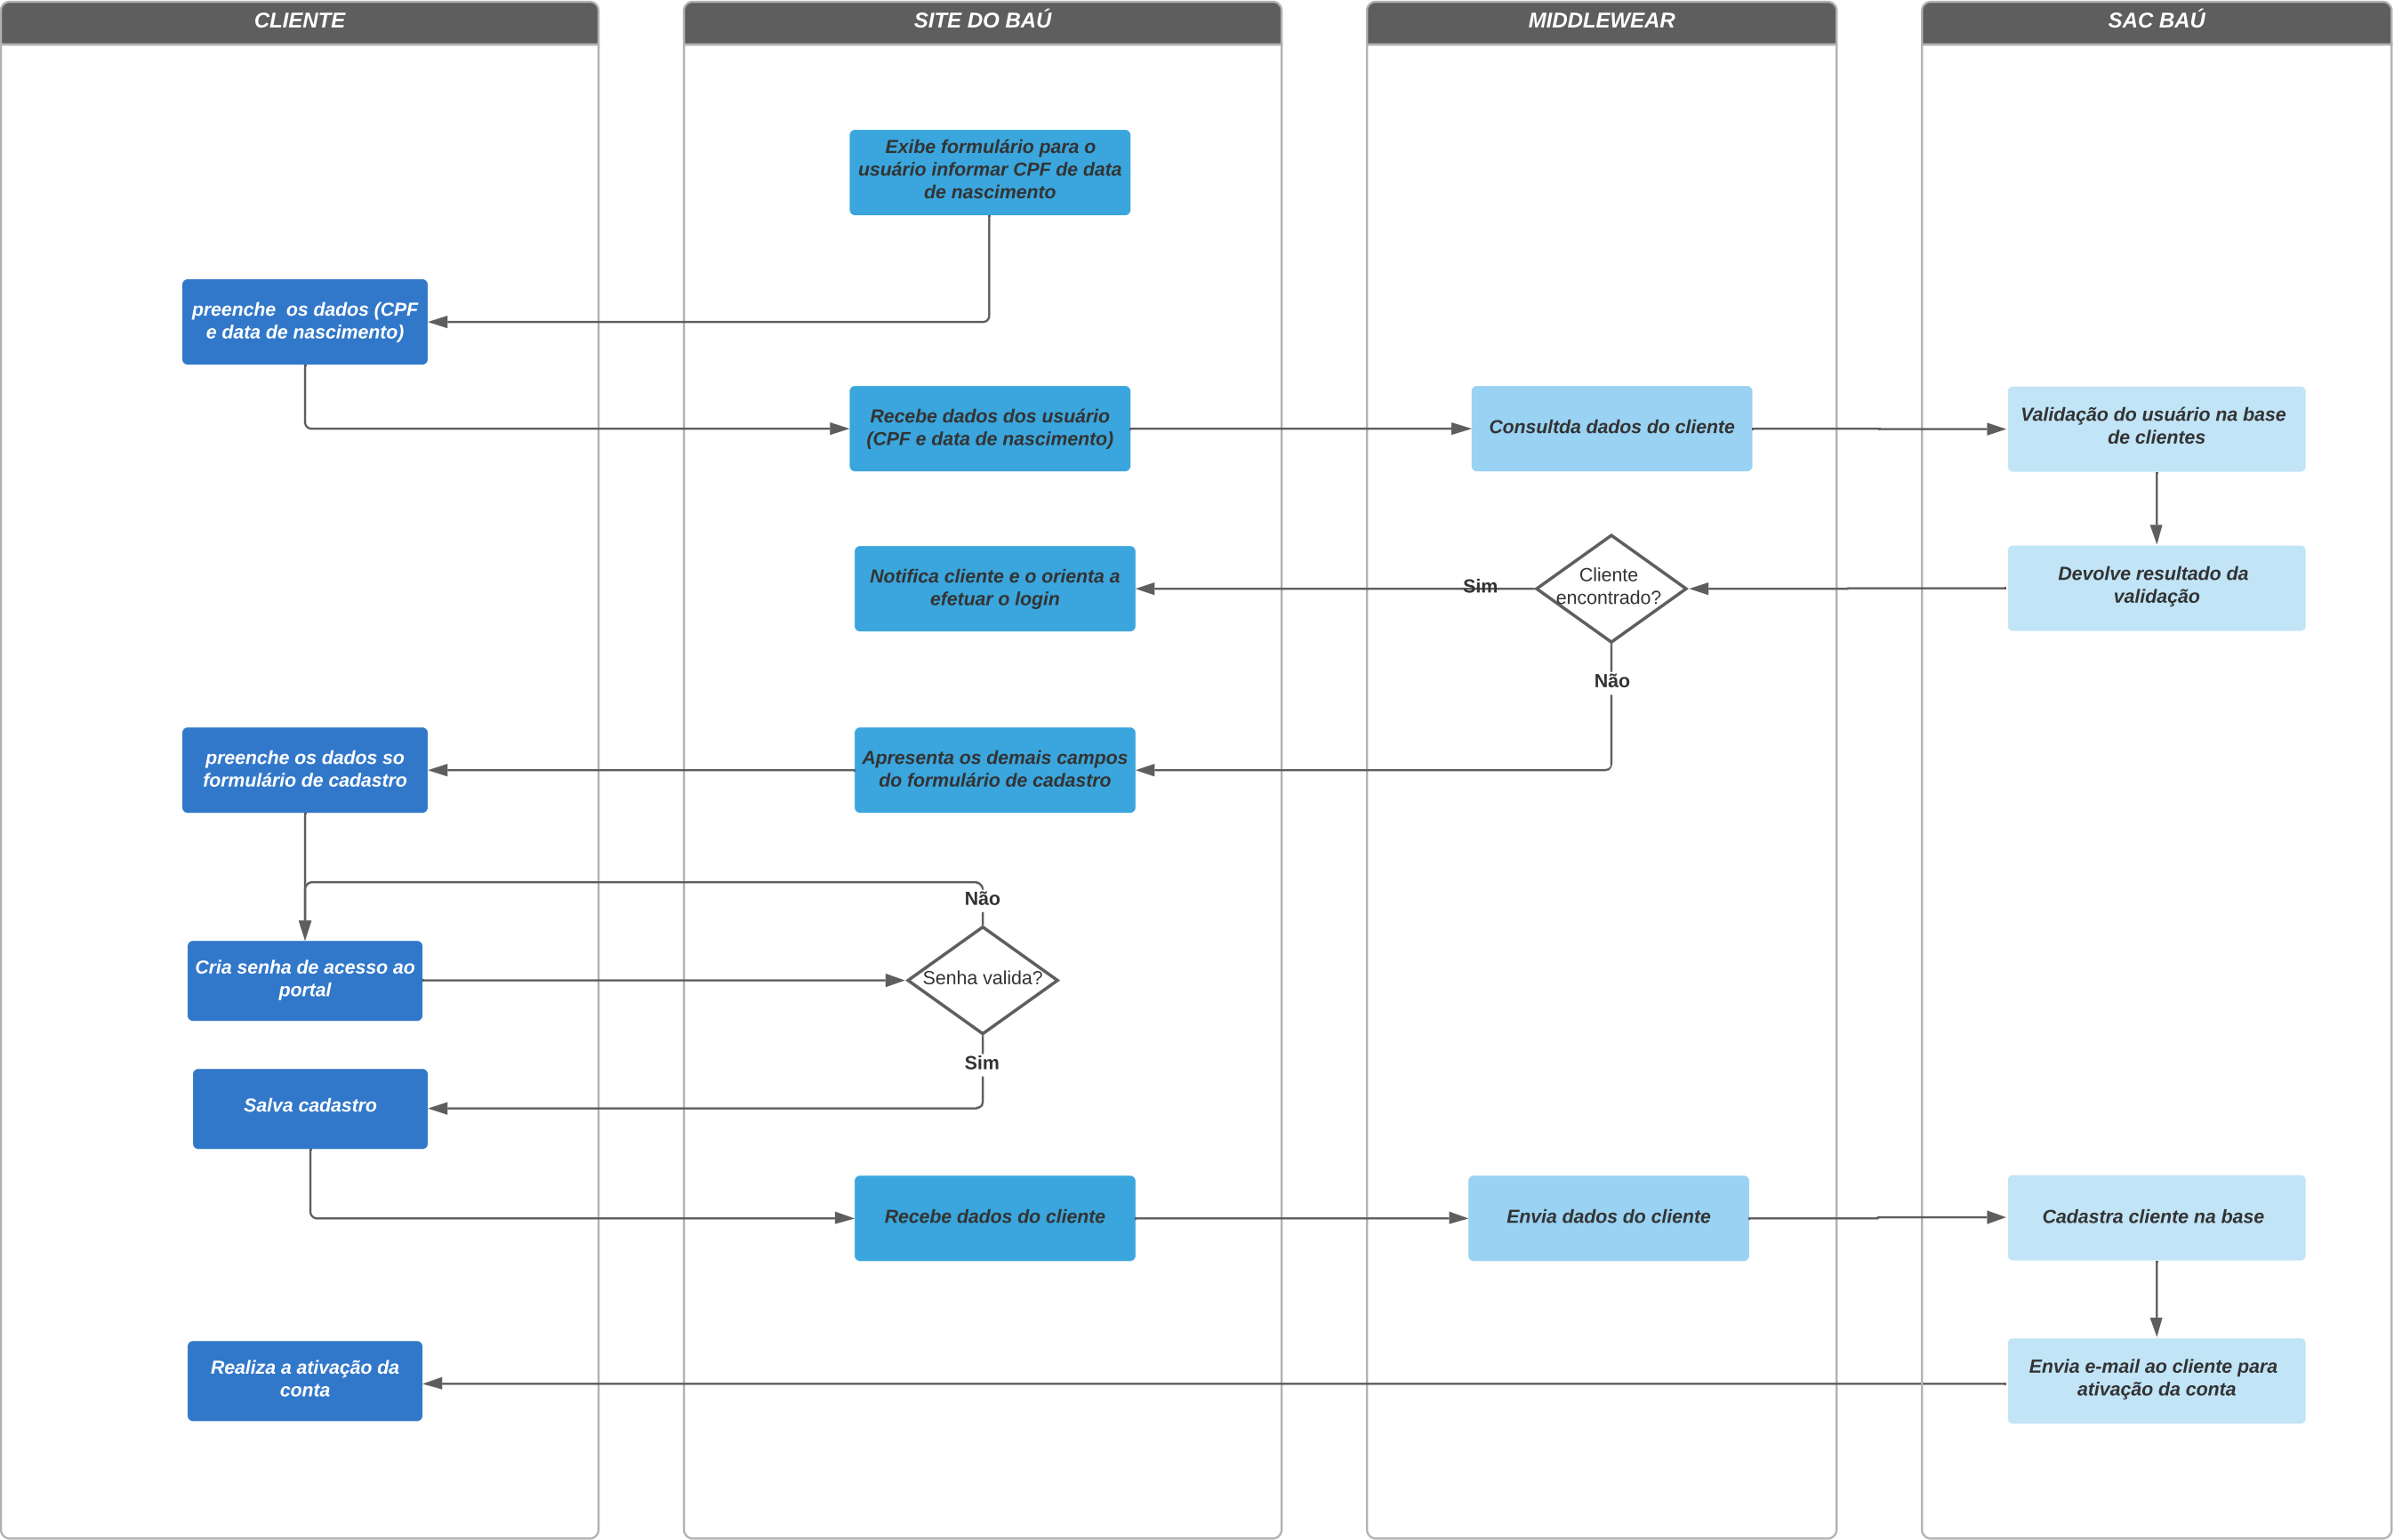 CLIENTE
SITE DO BAÚ
MIDDLEWEAR
SAC BAÚ
Exibe formulário para o
usuário informar CPF de data
de nascimento
preenche  os dados (CPF
e data de nascimento)
Recebe dados dos usuário
(CPF e data de nascimento)
Consultda dados do cliente
Validação do usuário na base
de clientes
Notifica cliente e o orienta a
efetuar o login
Sim
Cliente
encontrado?
Devolve resultado da
validação
Não
preenche os dados so
formulário de cadastro
Apresenta os demais campos
do formulário de cadastro
Não
Cria senha de acesso ao
portal
Senha valida?
Sim
Salva cadastro
Recebe dados do cliente
Envia dados do cliente
Cadastra cliente na base
Realiza a ativação da
conta
Envia e-mail ao cliente para
ativação da conta